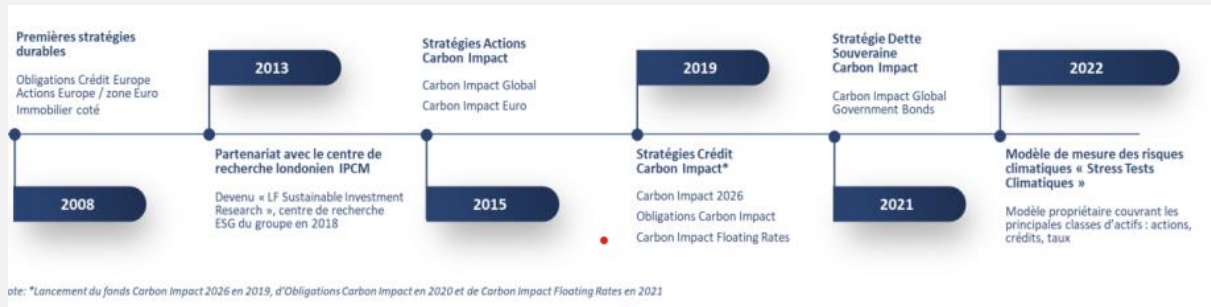 Premières stratégies
durables
Obligations Crédit Europe
Actions Europe / zone Euro
Immobilier coté
2008
2013
Partenariat avec le centre de
recherche londonien IPCM
Devenu « LF Sustainable Investment
Research », centre de recherche
ESG du groupe en 2018
Stratégies Actions
Carbon Impact
Carbon Impact Global
Carbon Impact Euro
2015
2019
Stratégies Crédit
Carbon Impact*
Carbon Impact 2026
Obligations Carbon Impact
Carbon Impact Floating Rates
Stratégie Dette
Souveraine
Carbon Impact
Carbon Impact Global
Government Bonds
2021
2022
Modèle de mesure des risques
climatiques « Stress Tests
Climatiques »
Modèle propriétaire couvrant les
principales classes d'actifs : actions,
crédits, taux
ote: *Lancement du fonds Carbon Impact 2026 en 2019, d'Obligations Carbon Impact en 2020 et de Carbon Impact Floating Rates en 2021